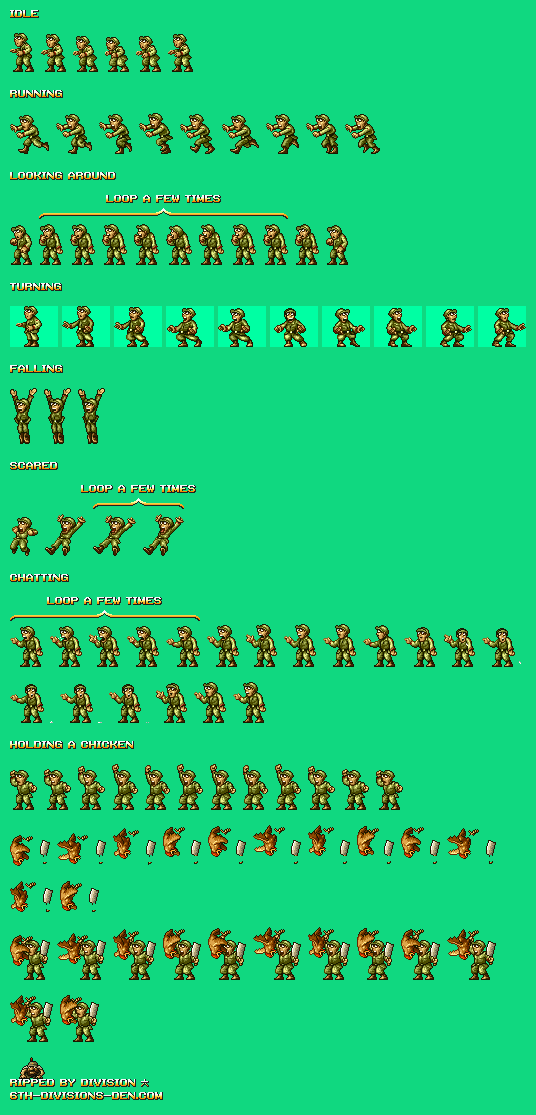 IDLE
RUNNING
LOOKING AROUND
LOOP A FEW TIMES
TURNING
FALLING
SCARED
LOOP A FEW TIMES
CHATTING
LOOP A FEW TIMES
HOLDING A CHICKEN
RIPPED BY DIVISION ☆
6TH-DIVISIONS-DEN.COM